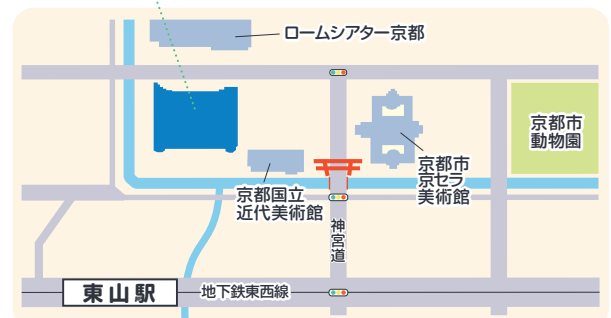 ロームシアター京都
京都市
動物園
京都市
京セラ
美術館
京都国立
近代美術館
神宮道
東山駅
地下鉄東西線